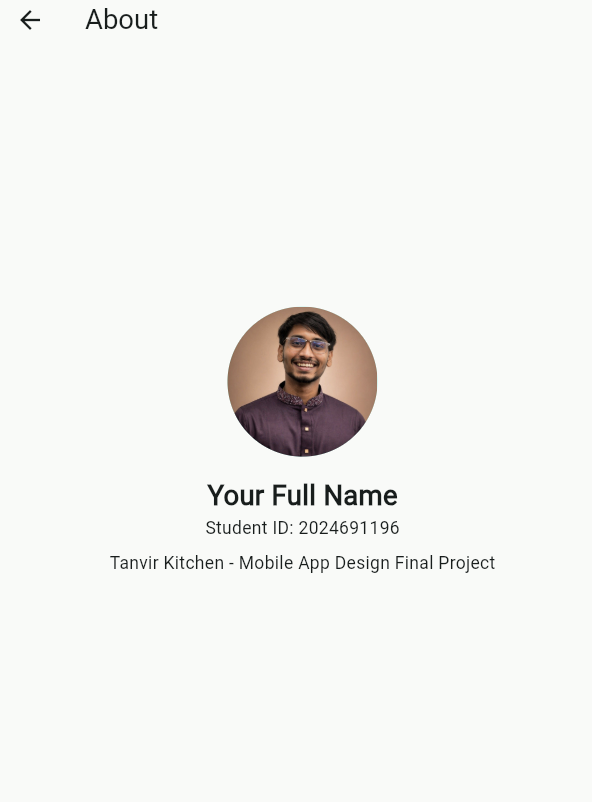 About
Your Full Name
Student ID: 2024691196
Tanvir Kitchen - Mobile App Design Final Project